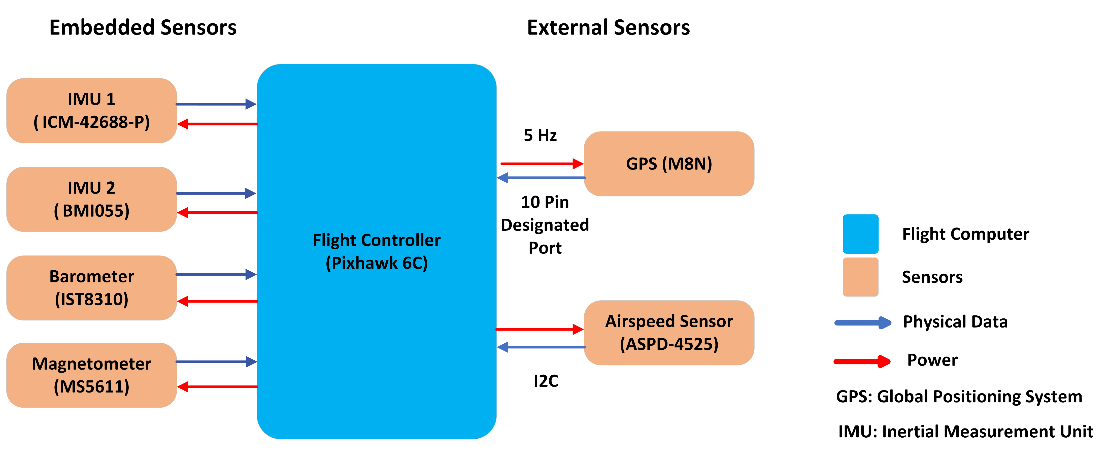 Embedded Sensors
External Sensors
IMU 1
( ICM-42688-P)
IMU 2
( BMI055)
Barometer
(IST8310)
Magnetometer
(MS5611)
Flight Controller
(Pixhawk 6C)
5 Hz
10 Pin
Designated
Port
GPS (M8N)
Airspeed Sensor
(ASPD-4525)
I2C
Flight Computer
Sensors
Physical Data
Power
GPS: Global Positioning System
IMU: Inertial Measurement Unit